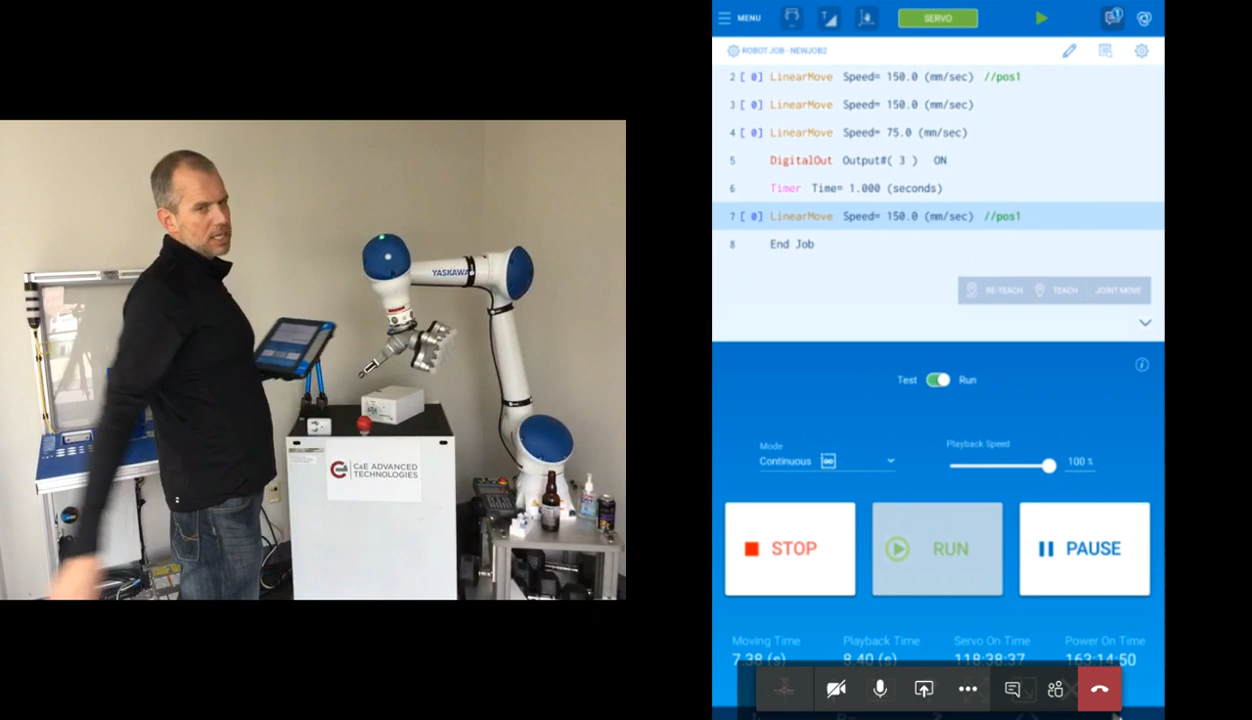 YASKAWA
C&E ADVANCED
TECHNOLOGIES
MENU
SERVO
1
ROBOT JOB - NEWJOB2
2 [ 0] LinearMove Speed= 150.0 (mm/sec) //pos1
3 [ 0] LinearMove Speed= 150.0 (mm/sec)
4 [ 0] LinearMove Speed= 75.0 (mm/sec)
5 DigitalOut Output#( 3 ) ON
6 Timer Time= 1.000 (seconds)
7 [ 0] LinearMove Speed= 150.0 (mm/sec) //pos1
8 End Job
RE-TEACH TEACH JOINT MOVE
Test Run
Mode Playback Speed
Continuous 100 %
STOP RUN PAUSE
Moving Time Playback Time Servo On Time Power On Time
7.38 (s) 8.40 (s) 118:38:37 163:14:50